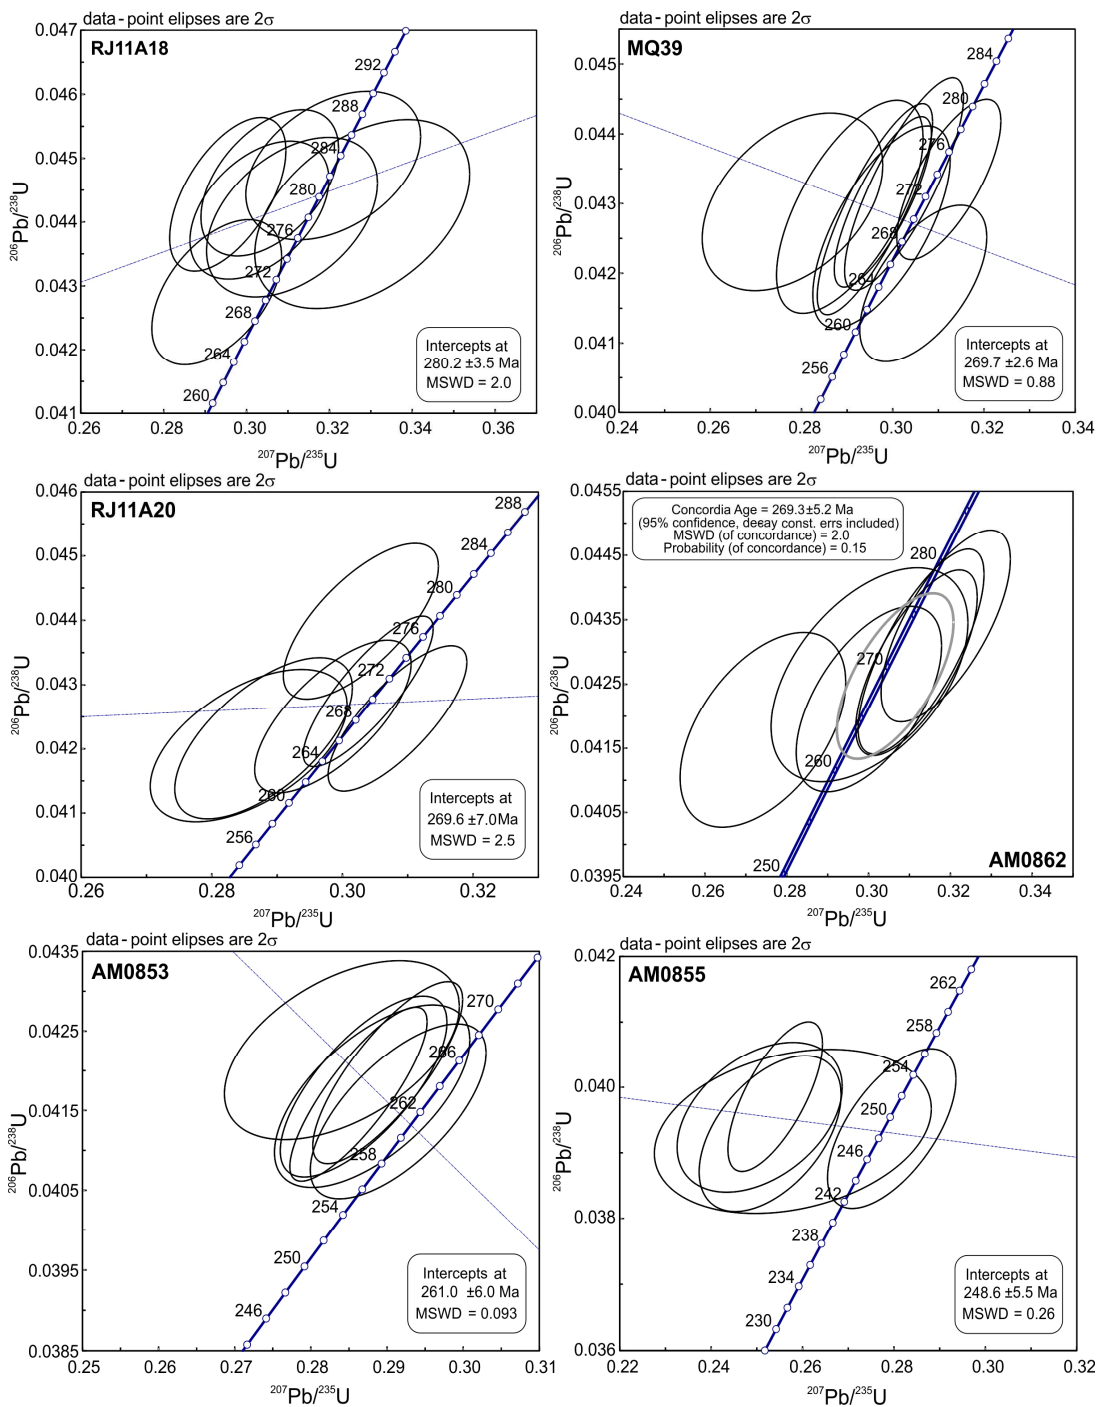 data-point elipses are 2σ
RJ11A18
0.047
0.046
0.045
0.044
0.043
0.042
0.041
206Pb/238U
292
288
284
280
276
272
268
264
260
Intercepts at
280.2 ±3.5 Ma
MSWD = 2.0
0.26 0.28 0.30 0.32 0.34 0.36
207Pb/235U
data-point elipses are 2σ
MQ39
0.045
0.044
0.043
0.042
0.041
0.040
206Pb/238U
284
280
276
272
268
264
260
256
Intercepts at
269.7 ±2.6 Ma
MSWD = 0.88
0.24 0.26 0.28 0.30 0.32 0.34
207Pb/235U
data-point elipses are 2σ
RJ11A20
0.046
0.045
0.044
0.043
0.042
0.041
0.040
206Pb/238U
288
284
280
276
272
268
264
260
256
Intercepts at
269.6 ±7.0Ma
MSWD = 2.5
0.26 0.28 0.30 0.32
207Pb/235U
data-point elipses are 2σ
Concordia Age = 269.3±5.2 Ma
(95% confidence, deeay const. errs included)
MSWD (of concordance) = 2.0
Probability (of concordance) = 0.15
0.0455
0.0445
0.0435
0.0425
0.0415
0.0405
0.0395
206Pb/238U
280
270
260
250
AM0862
0.24 0.26 0.28 0.30 0.32 0.34
207Pb/235U
data-point elipses are 2σ
AM0853
0.0435
0.0425
0.0415
0.0405
0.0395
0.0385
206Pb/238U
270
266
262
258
254
250
246
Intercepts at
261.0 ±6.0 Ma
MSWD = 0.093
0.25 0.26 0.27 0.28 0.29 0.30 0.31
207Pb/235U
data-point elipses are 2σ
AM0855
0.042
0.040
0.038
0.036
206Pb/238U
262
258
254
250
246
242
238
234
230
Intercepts at
248.6 ±5.5 Ma
MSWD = 0.26
0.22 0.24 0.26 0.28 0.30 0.32
207Pb/235U